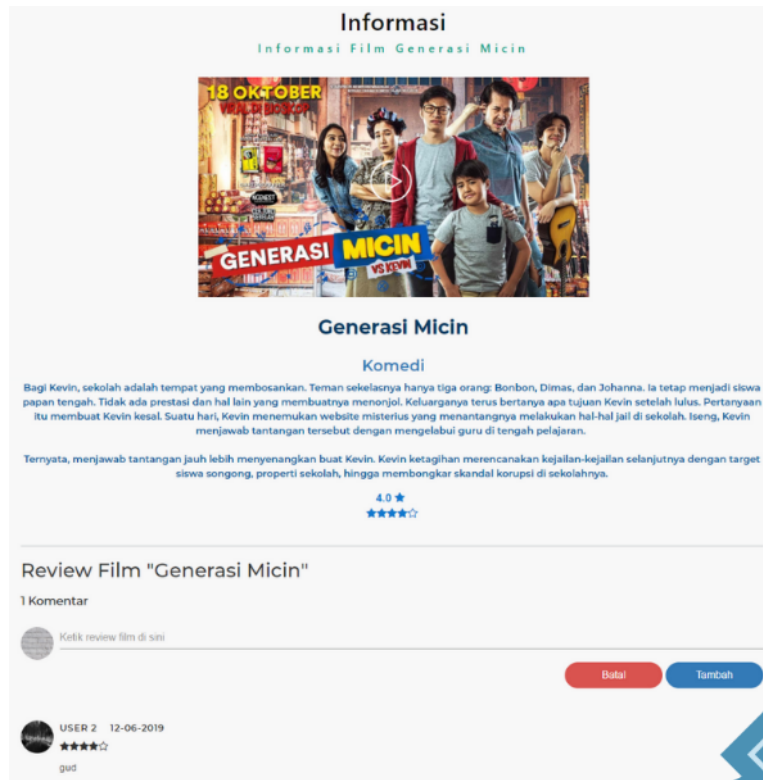 Informasi
Informasi Film Generasi Micin
18 OKTOBER
VIRAL DI BIOSKOP
GENERASI MICIN
VS KEVIN
Generasi Micin
Komedi
Bagi Kevin, sekolah adalah tempat yang membosankan. Teman sekelasnya hanya tiga orang: Bonbon, Dimas, dan Johanna. Ia tetap menjadi siswa
papan tengah. Tidak ada prestasi dan hal lain yang membuatnya menonjol. Keluarganya terus bertanya apa tujuan Kevin setelah lulus. Pertanyaan
itu membuat Kevin kesal. Suatu hari, Kevin menemukan website misterius yang menantangnya melakukan hal-hal jail di sekolah. Iseng, Kevin
menjawab tantangan tersebut dengan mengelabui guru di tengah pelajaran.
Ternyata, menjawab tantangan jauh lebih menyenangkan buat Kevin. Kevin ketagihan merencanakan kejailan-kejailan selanjutnya dengan target
siswa songong, properti sekolah, hingga membongkar skandal korupsi di sekolahnya.
4.0
Review Film "Generasi Micin"
1 Komentar
Ketik review film di sini
Batal
Tambah
USER 2 12-06-2019
gud